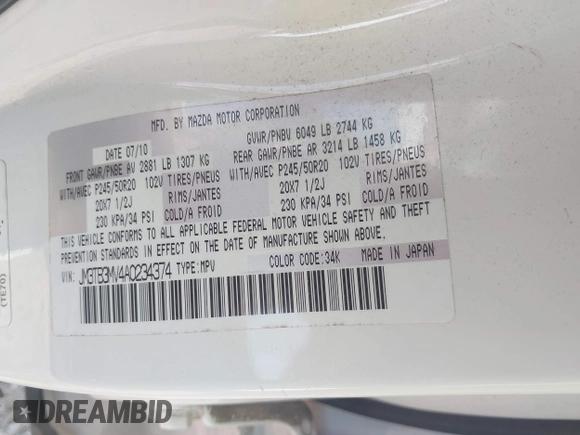 MFD. BY MAZDA MOTOR CORPORATION
DATE 07/10 GVWR/PNBV 6049 LB 2744 KG
FRONT GAWR/PNBE AV 2881 LB 1307 KG REAR GAWR/PNBE AR 3214 LB 1458 KG
WITH/AVEC P245/50R20 102V TIRES/PNEUS WITH/AVEC P245/50R20 102V TIRES/PNEUS
20X7 1/2J RIMS/JANTES 20X7 1/2J RIMS/JANTES
230 KPA/34 PSI COLD/A FROID 230 KPA/34 PSI COLD/A FROID
THIS VEHICLE CONFORMS TO ALL APPLICABLE FEDERAL MOTOR VEHICLE SAFETY AND THEFT
PREVENTION STANDARDS IN EFFECT ON THE DATE OF MANUFACTURE SHOWN ABOVE.
VIN: JM3TB3MV4A0234374 TYPE:MPV COLOR CODE:34K MADE IN JAPAN
(TE70)
DREAMBID